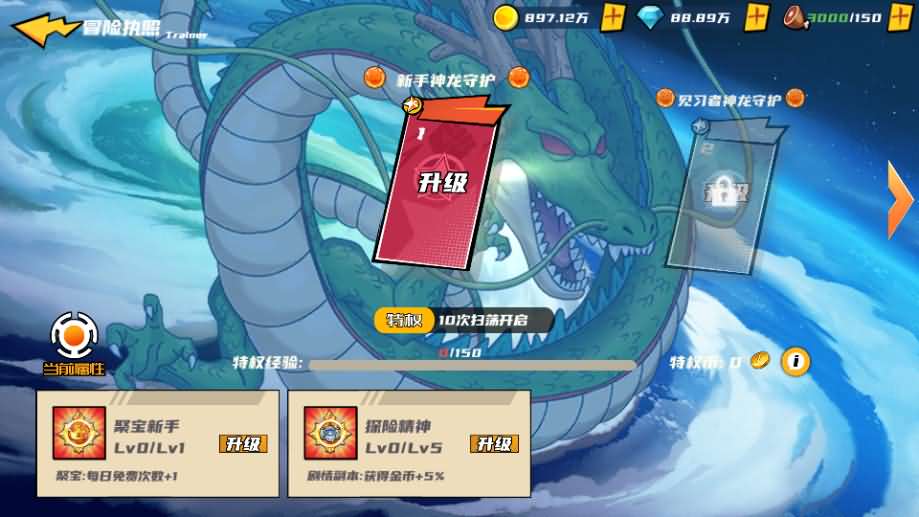 冒险执照 Trainer
897.12万
88.89万
3000/150
新手神龙守护
见习者神龙守护
1
升级
2
特权 10次扫荡开启
0/150
特权经验:
特权币: 0
i
当前属性
聚宝新手
Lv0/Lv1
升级
聚宝:每日免费次数+1
探险精神
Lv0/Lv5
升级
剧情副本:获得金币+5%